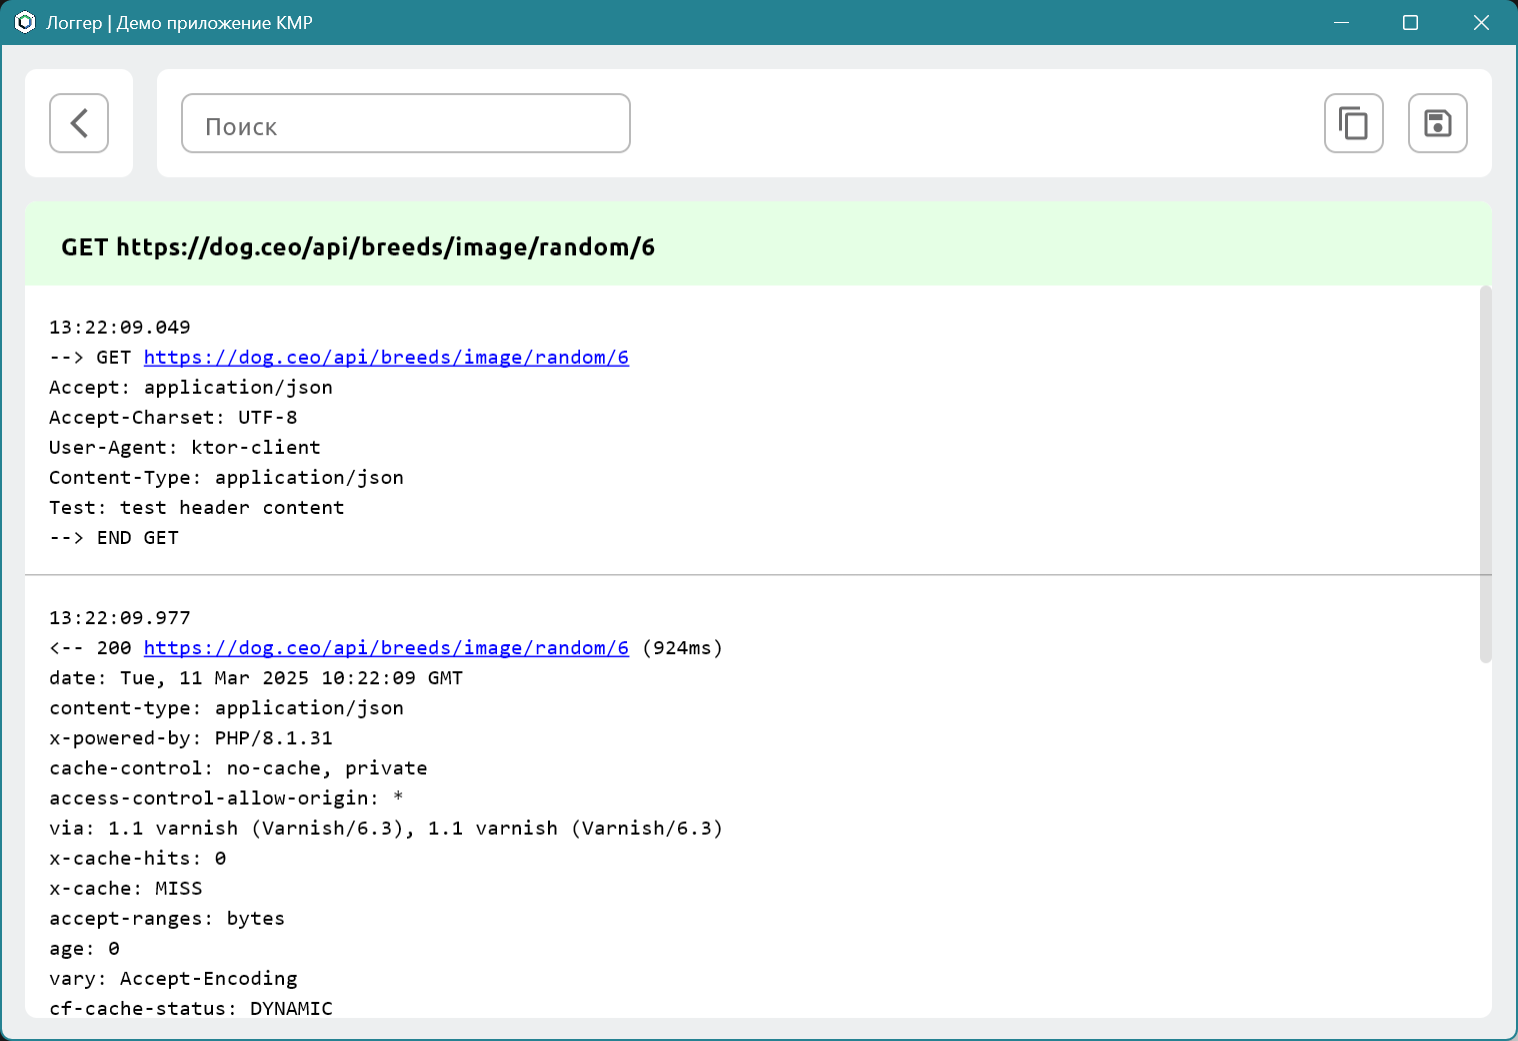 Логгер | Демо приложение KMP
Поиск
GET https://dog.ceo/api/breeds/image/random/6
13:22:09.049
--> GET https://dog.ceo/api/breeds/image/random/6
Accept: application/json
Accept-Charset: UTF-8
User-Agent: ktor-client
Content-Type: application/json
Test: test header content
--> END GET
13:22:09.977
<-- 200 https://dog.ceo/api/breeds/image/random/6 (924ms)
date: Tue, 11 Mar 2025 10:22:09 GMT
content-type: application/json
x-powered-by: PHP/8.1.31
cache-control: no-cache, private
access-control-allow-origin: *
via: 1.1 varnish (Varnish/6.3), 1.1 varnish (Varnish/6.3)
x-cache-hits: 0
x-cache: MISS
accept-ranges: bytes
age: 0
vary: Accept-Encoding
cf-cache-status: DYNAMIC